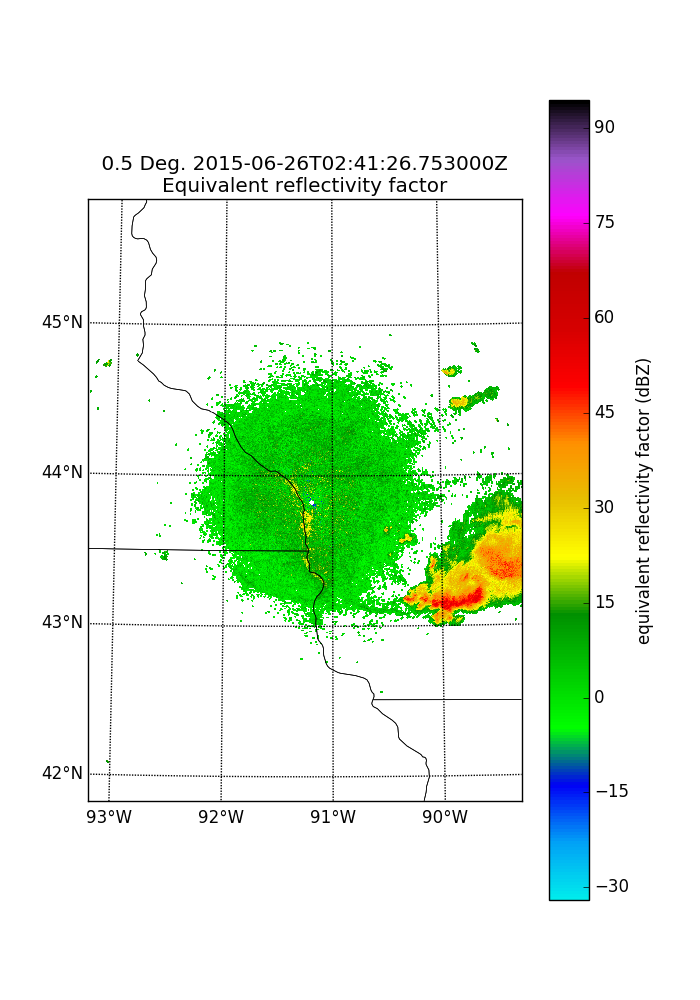 0.5 Deg. 2015-06-26T02:41:26.753000Z
Equivalent reflectivity factor
45°N
44°N
43°N
42°N
93°W 92°W 91°W 90°W
90
75
60
45
30
15
0
−15
−30
equivalent reflectivity factor (dBZ)